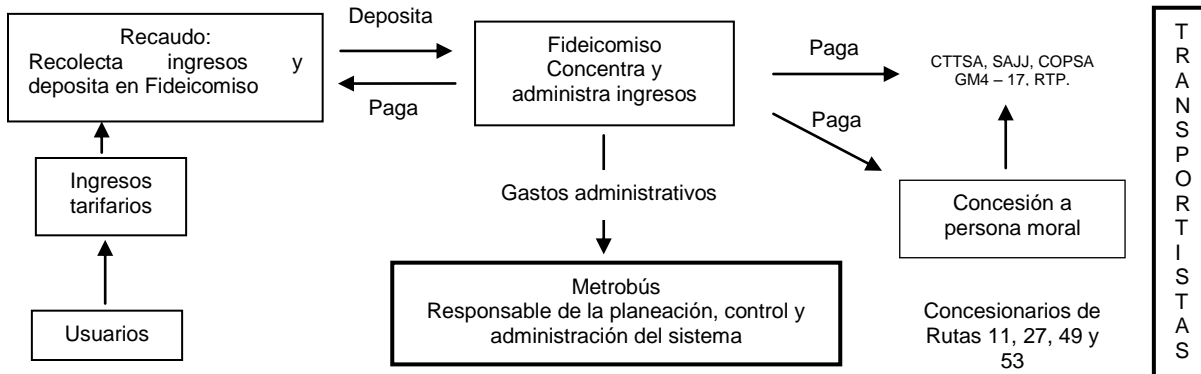 Recaudo:
Recolecta ingresos y
deposita en Fideicomiso
Deposita
Paga
Fideicomiso
Concentra y
administra ingresos
Paga
Paga
CTTSA, SAJJ, COPSA
GM4 – 17, RTP.
TRANSPORTISTAS
Ingresos
tarifarios
Gastos administrativos
Concesión a
persona moral
Usuarios
Metrobús
Responsable de la planeación, control y
administración del sistema
Concesionarios de
Rutas 11, 27, 49 y
53